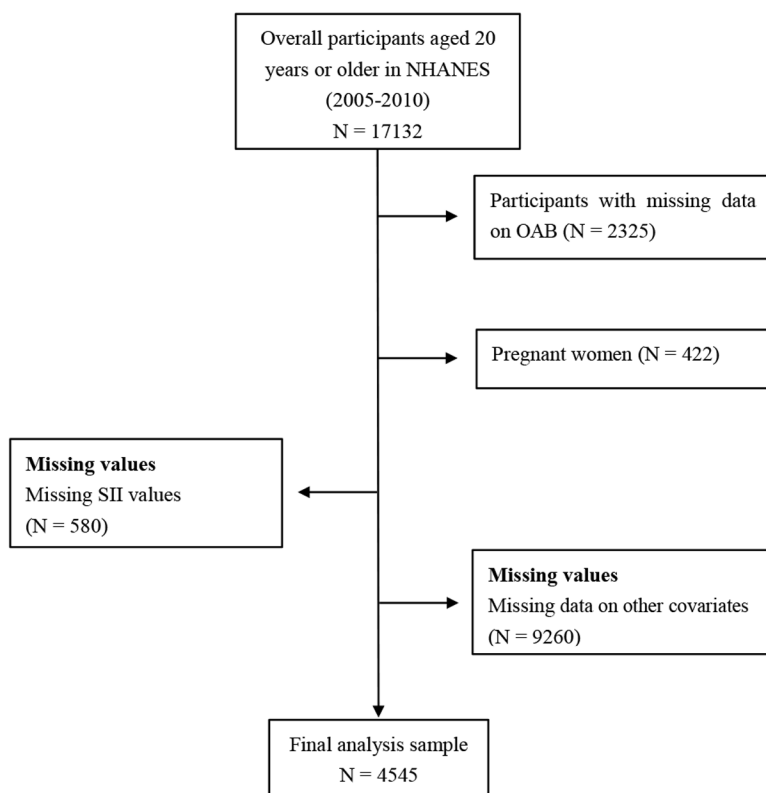 Overall participants aged 20
years or older in NHANES
(2005-2010)
N = 17132
Participants with missing data
on OAB (N = 2325)
Pregnant women (N = 422)
Missing values
Missing SII values
(N = 580)
Missing values
Missing data on other covariates
(N = 9260)
Final analysis sample
N = 4545